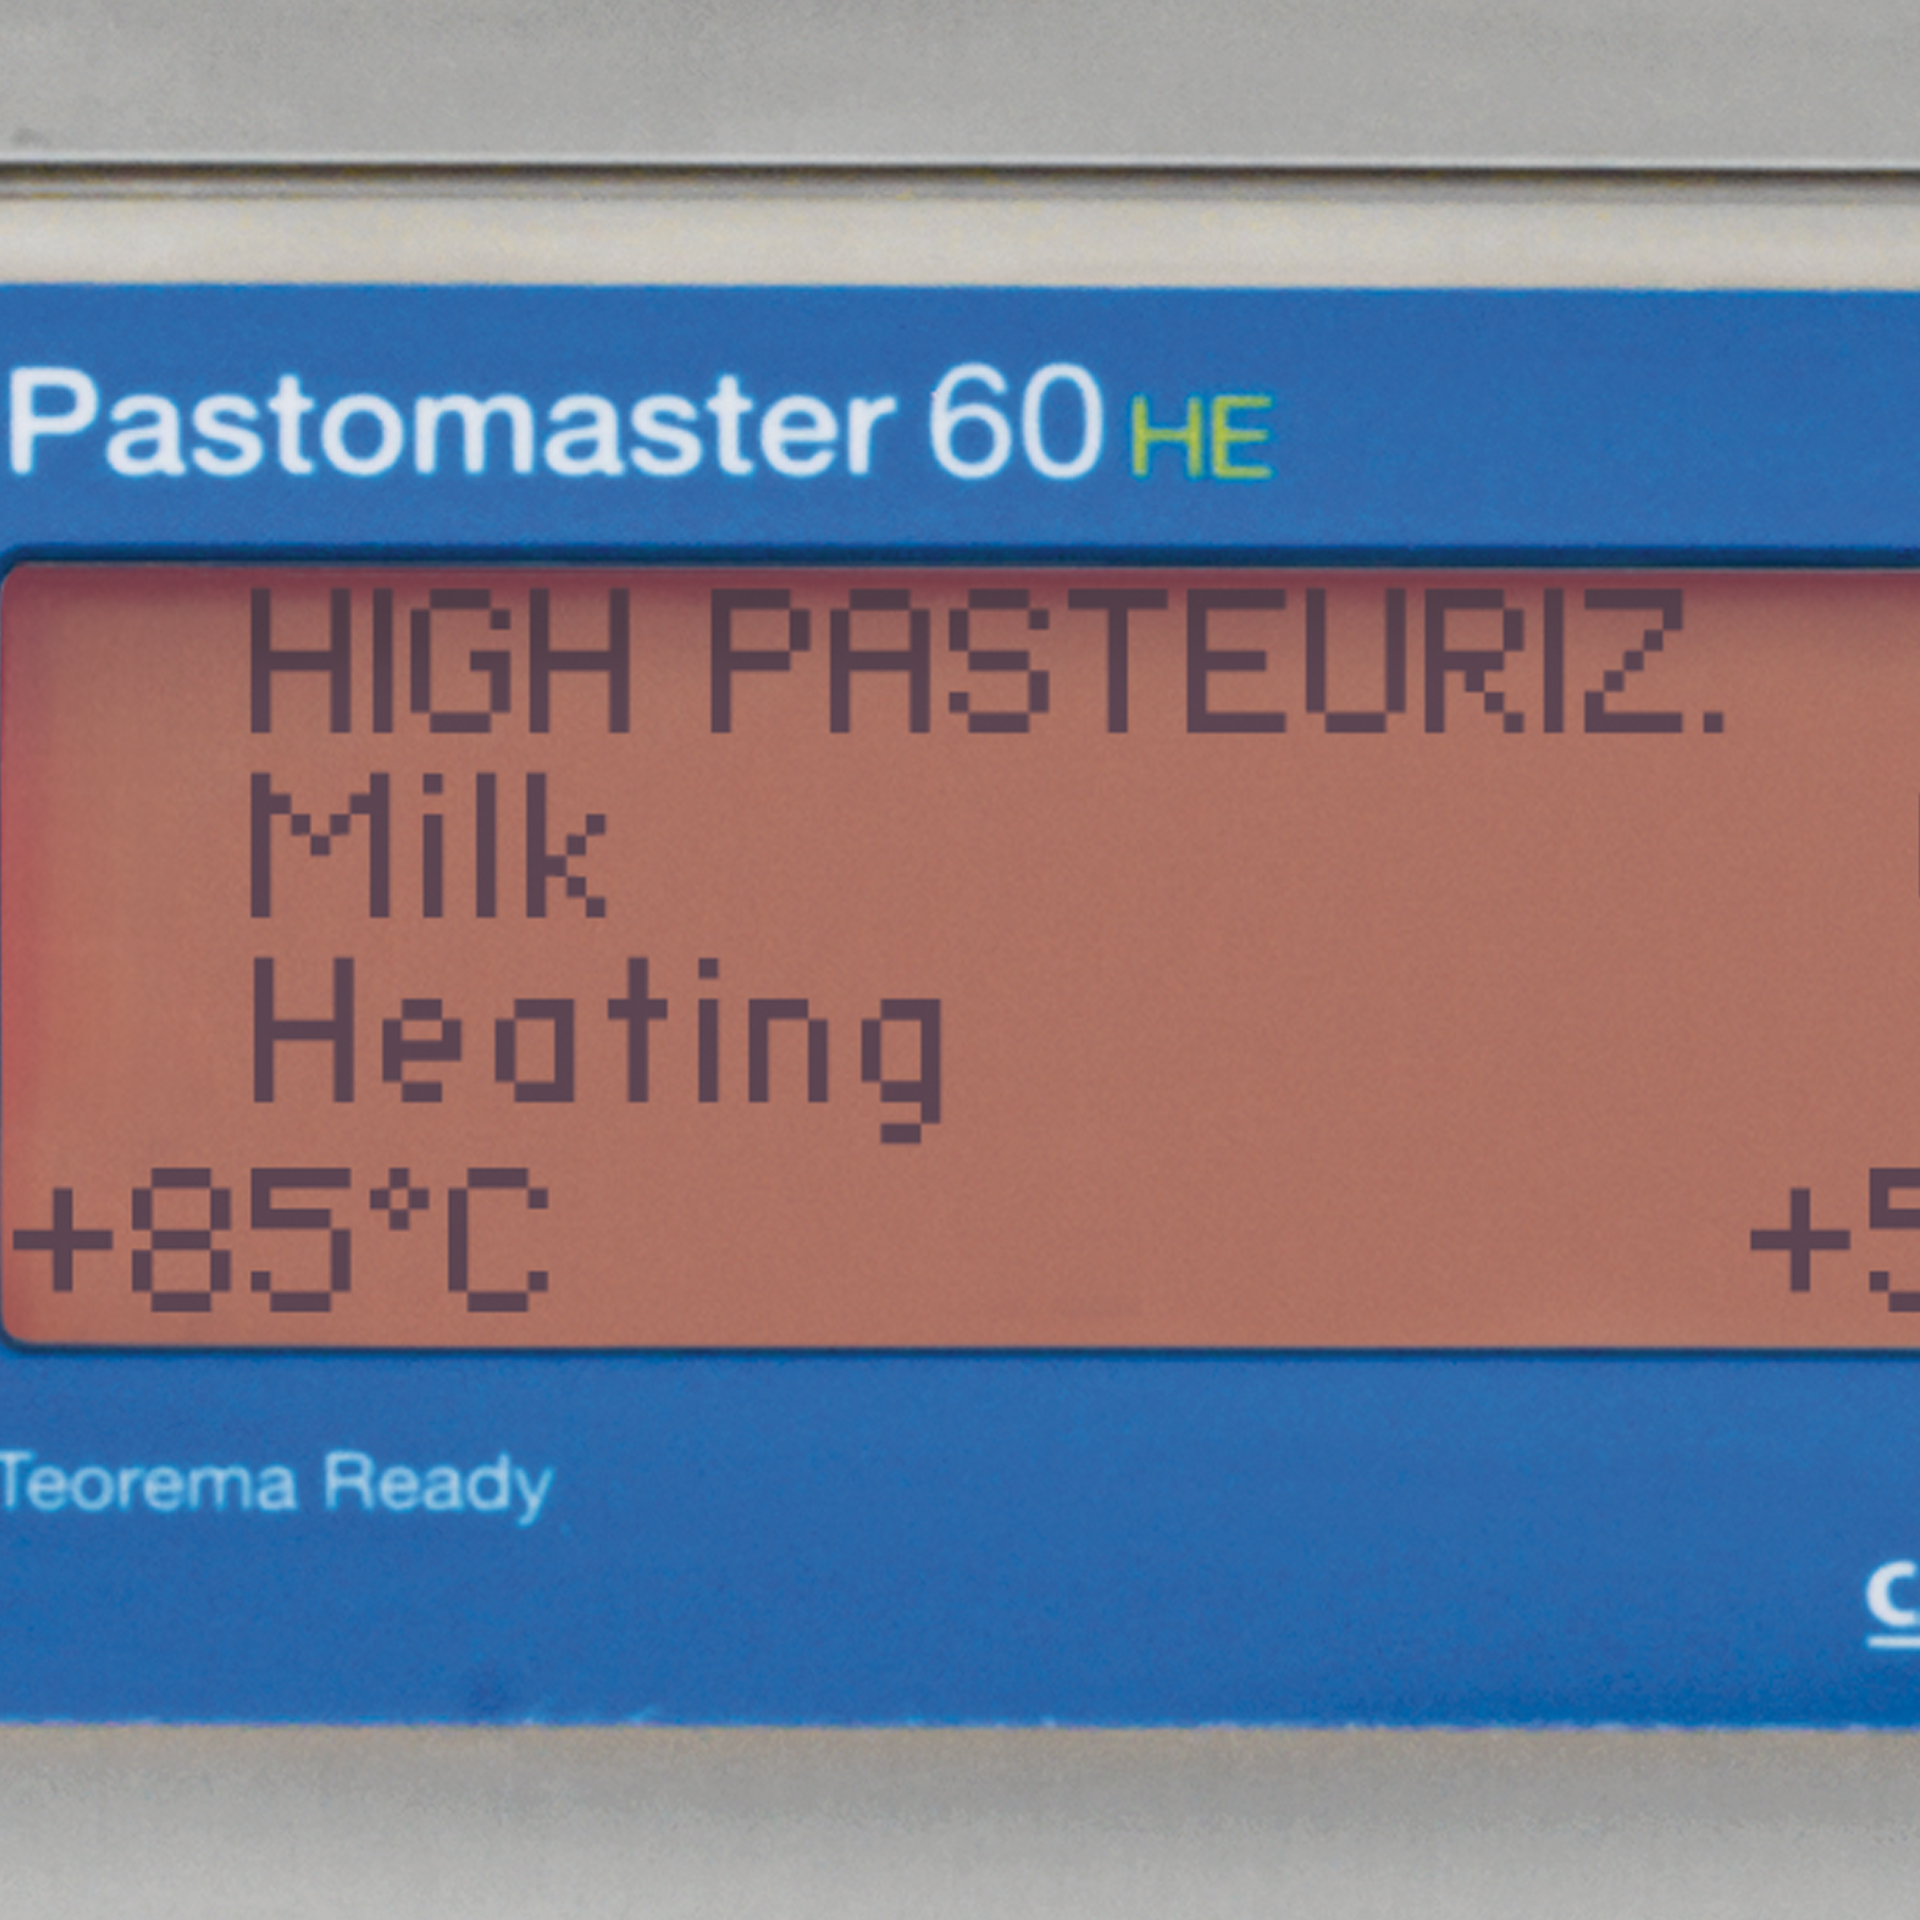 Pastomaster 60 HE
HIGH PASTEURIZ.
Milk
Heating
+85°C
Teorema Ready